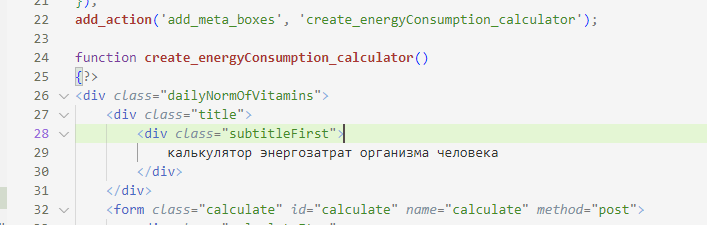 21 });
22 add_action('add_meta_boxes', 'create_energyConsumption_calculator');
23
24 function create_energyConsumption_calculator()
25 {?>
26 <div class="dailyNormOfVitamins">
27 <div class="title">
28 <div class="subtitleFirst">
29 калькулятор энергозатрат организма человека
30 </div>
31 </div>
32 <form class="calculate" id="calculate" name="calculate" method="post">